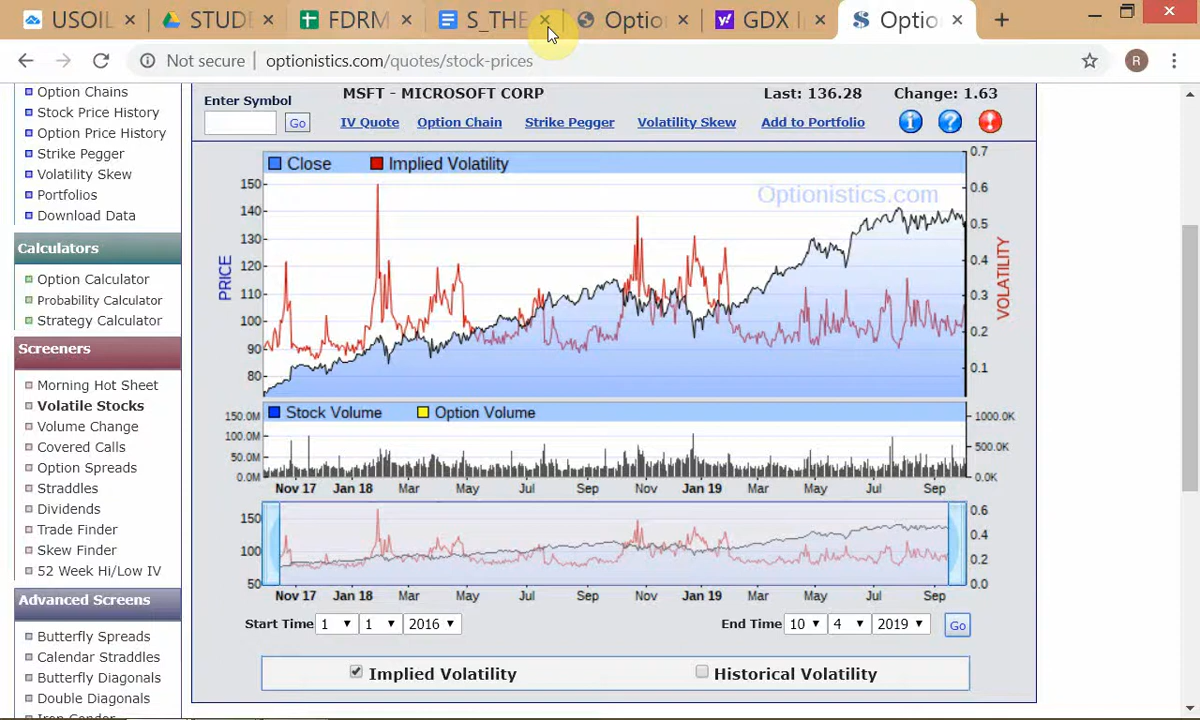 USOIL
STUD
FDRM
S_THE
Optio
GDX I
Optio
Not secure
optionistics.com/quotes/stock-prices
R
Option Chains
Stock Price History
Option Price History
Strike Pegger
Volatility Skew
Portfolios
Download Data
Calculators
Option Calculator
Probability Calculator
Strategy Calculator
Screeners
Morning Hot Sheet
Volatile Stocks
Volume Change
Covered Calls
Option Spreads
Straddles
Dividends
Trade Finder
Skew Finder
52 Week Hi/Low IV
Advanced Screens
Butterfly Spreads
Calendar Straddles
Butterfly Diagonals
Double Diagonals
Iron Condor
Enter Symbol
Go
MSFT - MICROSOFT CORP
Last: 136.28 Change: 1.63
IV Quote Option Chain Strike Pegger Volatility Skew Add to Portfolio
Close Implied Volatility
Optionistics.com
PRICE
150
140
130
120
110
100
90
80
VOLATILITY
0.7
0.6
0.5
0.4
0.3
0.2
0.1
Stock Volume Option Volume
150.0M
100.0M
50.0M
0.0M
1000.0K
500.0K
0.0K
Nov 17 Jan 18 Mar May Jul Sep Nov Jan 19 Mar May Jul Sep
150
100
50
0.6
0.4
0.2
0.0
Nov 17 Jan 18 Mar May Jul Sep Nov Jan 19 Mar May Jul Sep
Start Time 1 1 2016
End Time 10 4 2019 Go
Implied Volatility Historical Volatility